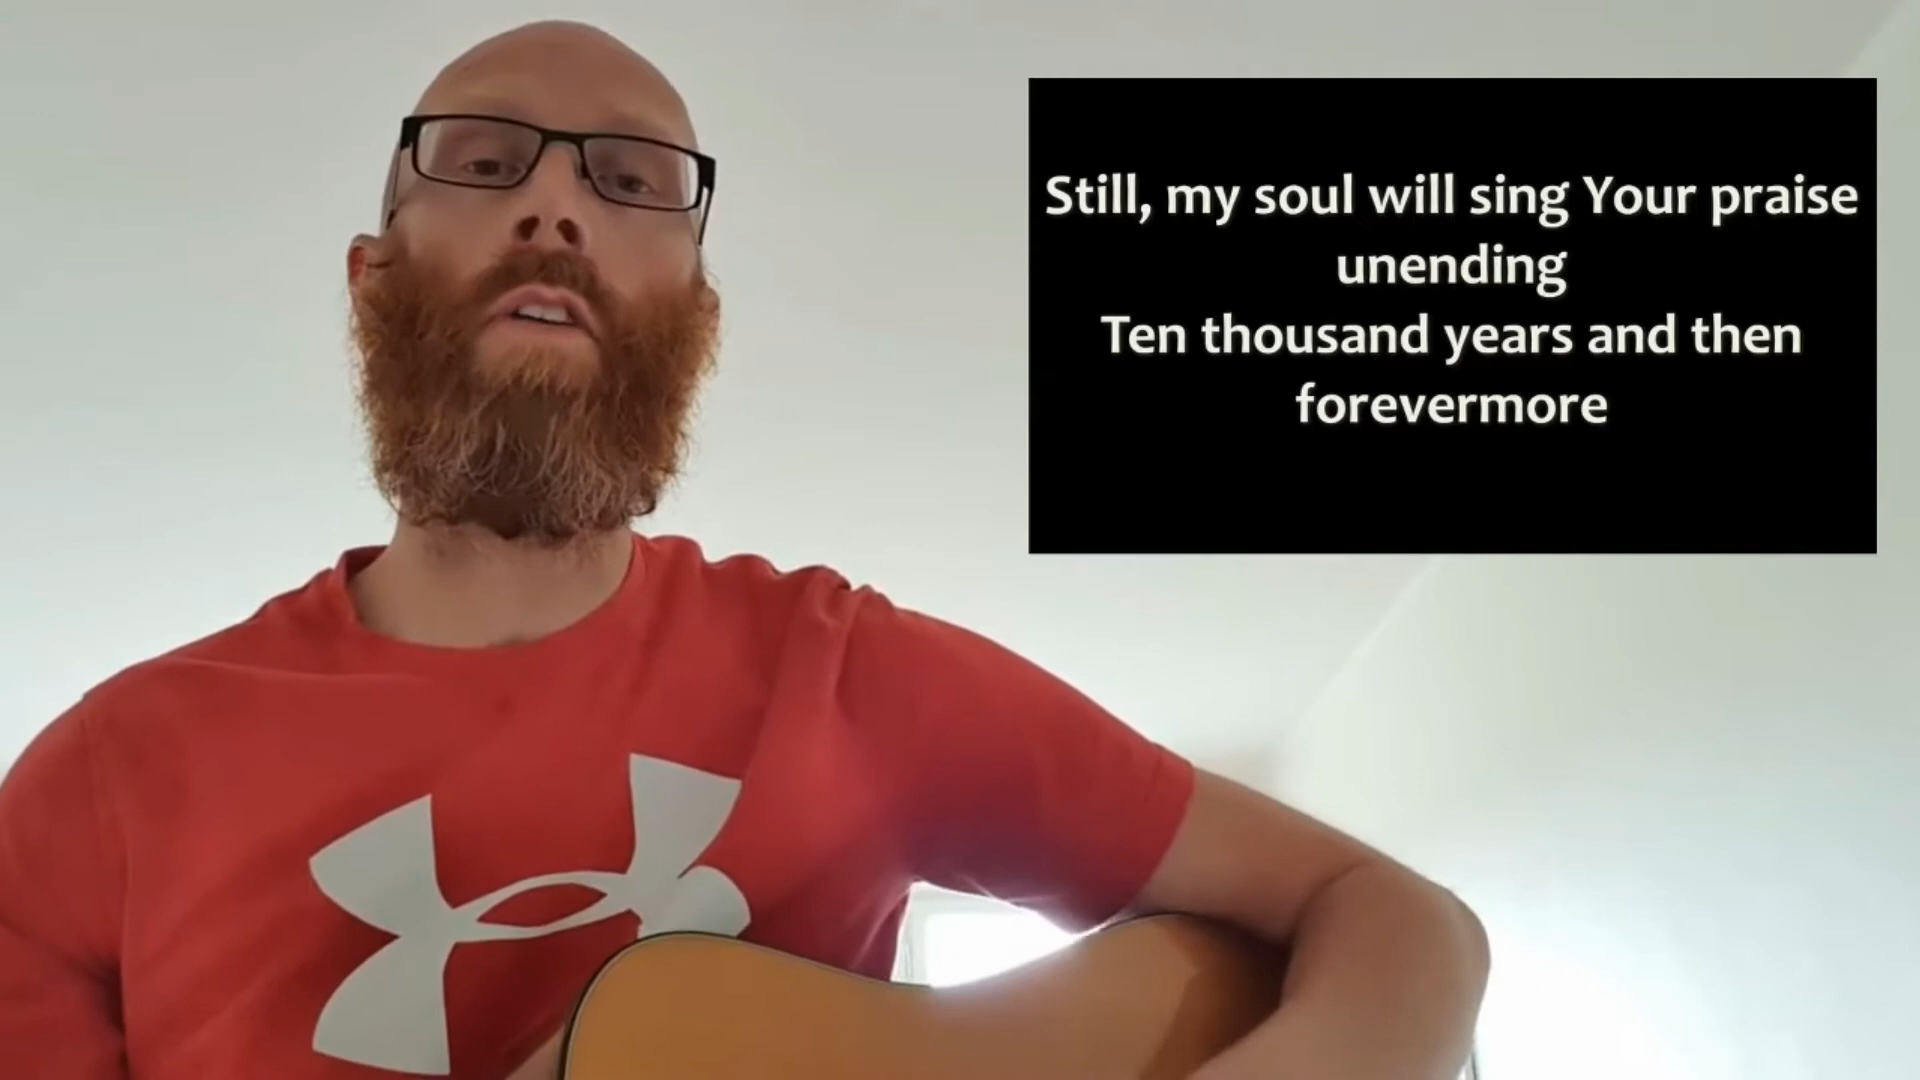 Still, my soul will sing Your praise
unending
Ten thousand years and then
forevermore